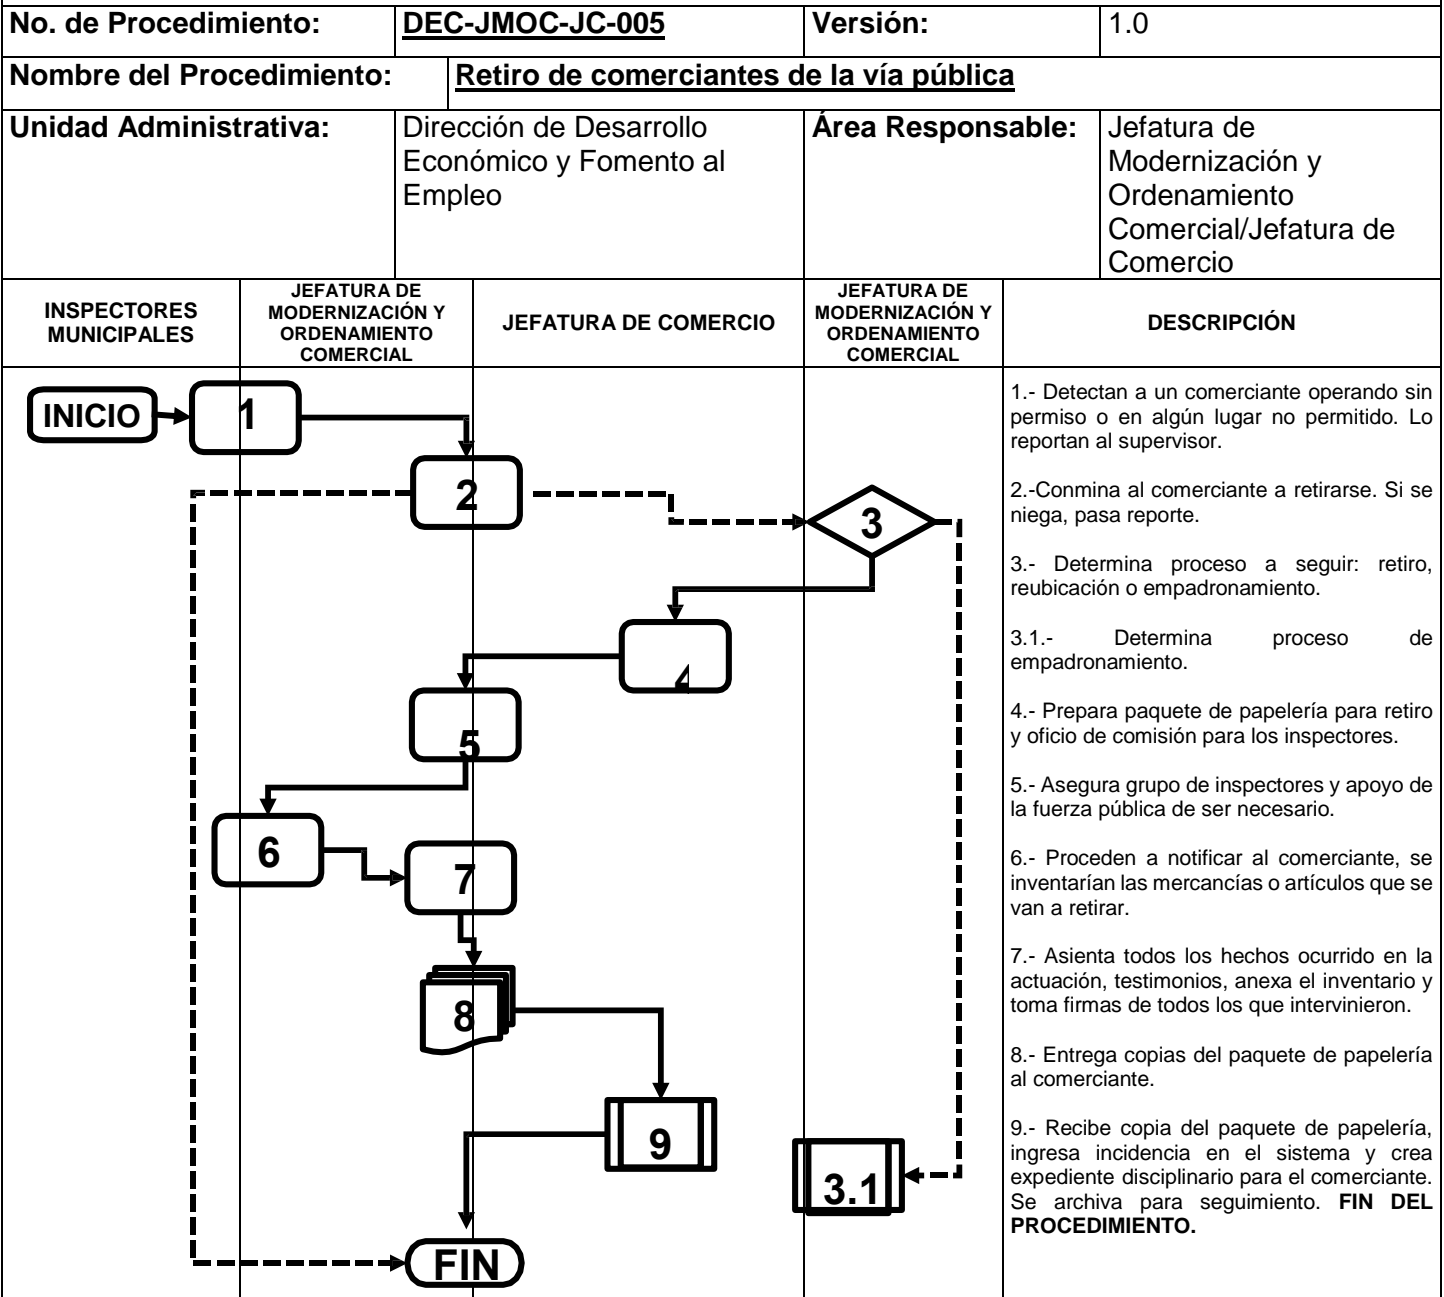 No. de Procedimiento:
DEC-JMOC-JC-005
Versión:
1.0
Nombre del Procedimiento:
Retiro de comerciantes de la vía pública
Unidad Administrativa:
Dirección de Desarrollo
Económico y Fomento al
Empleo
Área Responsable:
Jefatura de
Modernización y
Ordenamiento
Comercial/Jefatura de
Comercio
INSPECTORES
MUNICIPALES
JEFATURA DE
MODERNIZACIÓN Y
ORDENAMIENTO
COMERCIAL
JEFATURA DE COMERCIO
JEFATURA DE
MODERNIZACIÓN Y
ORDENAMIENTO
COMERCIAL
DESCRIPCIÓN
INICIO
1
2
3
4
5
6
7
8
9
3.1
FIN
1.- Detectan a un comerciante operando sin
permiso o en algún lugar no permitido. Lo
reportan al supervisor.
2.-Conmina al comerciante a retirarse. Si se
niega, pasa reporte.
3.- Determina proceso a seguir: retiro,
reubicación o empadronamiento.
3.1.- Determina proceso de
empadronamiento.
4.- Prepara paquete de papelería para retiro
y oficio de comisión para los inspectores.
5.- Asegura grupo de inspectores y apoyo de
la fuerza pública de ser necesario.
6.- Proceden a notificar al comerciante, se
inventarían las mercancías o artículos que se
van a retirar.
7.- Asienta todos los hechos ocurrido en la
actuación, testimonios, anexa el inventario y
toma firmas de todos los que intervinieron.
8.- Entrega copias del paquete de papelería
al comerciante.
9.- Recibe copia del paquete de papelería,
ingresa incidencia en el sistema y crea
expediente disciplinario para el comerciante.
Se archiva para seguimiento. FIN DEL
PROCEDIMIENTO.